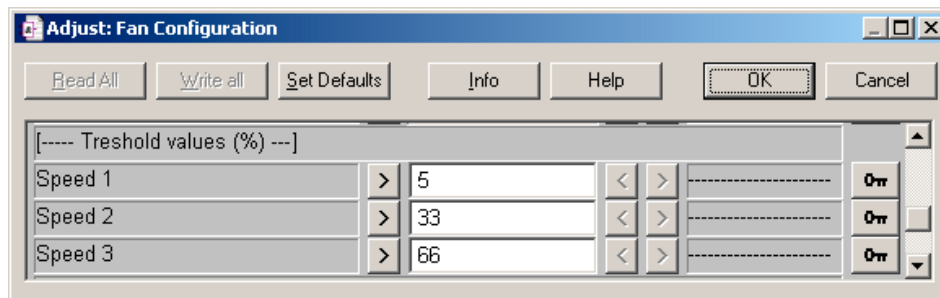 Adjust: Fan Configuration
Read All Write all Set Defaults Info Help OK Cancel
[----- Treshold values (%) ---]
Speed 1 > 5 < > ----------------------
Speed 2 > 33 < > ----------------------
Speed 3 > 66 < > ----------------------